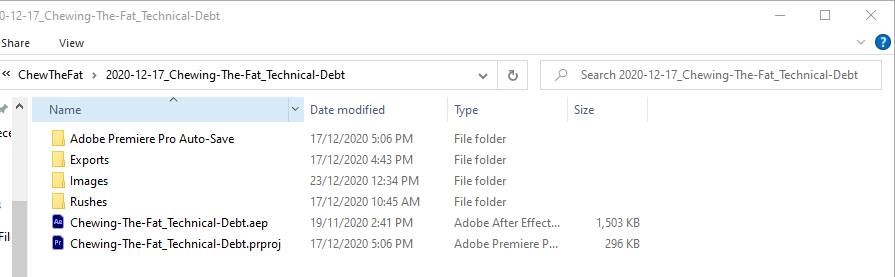 0-12-17_Chewing-The-Fat_Technical-Debt
Share View
« ChewTheFat › 2020-12-17_Chewing-The-Fat_Technical-Debt Search 2020-12-17_Chewing-The-Fat_Technical-Debt
Name Date modified Type Size
Adobe Premiere Pro Auto-Save 17/12/2020 5:06 PM File folder
Exports 17/12/2020 4:43 PM File folder
Images 23/12/2020 12:34 PM File folder
Rushes 17/12/2020 10:45 AM File folder
Ae Chewing-The-Fat_Technical-Debt.aep 19/11/2020 2:41 PM Adobe After Effect... 1,503 KB
Pr Chewing-The-Fat_Technical-Debt.prproj 17/12/2020 5:06 PM Adobe Premiere P... 296 KB